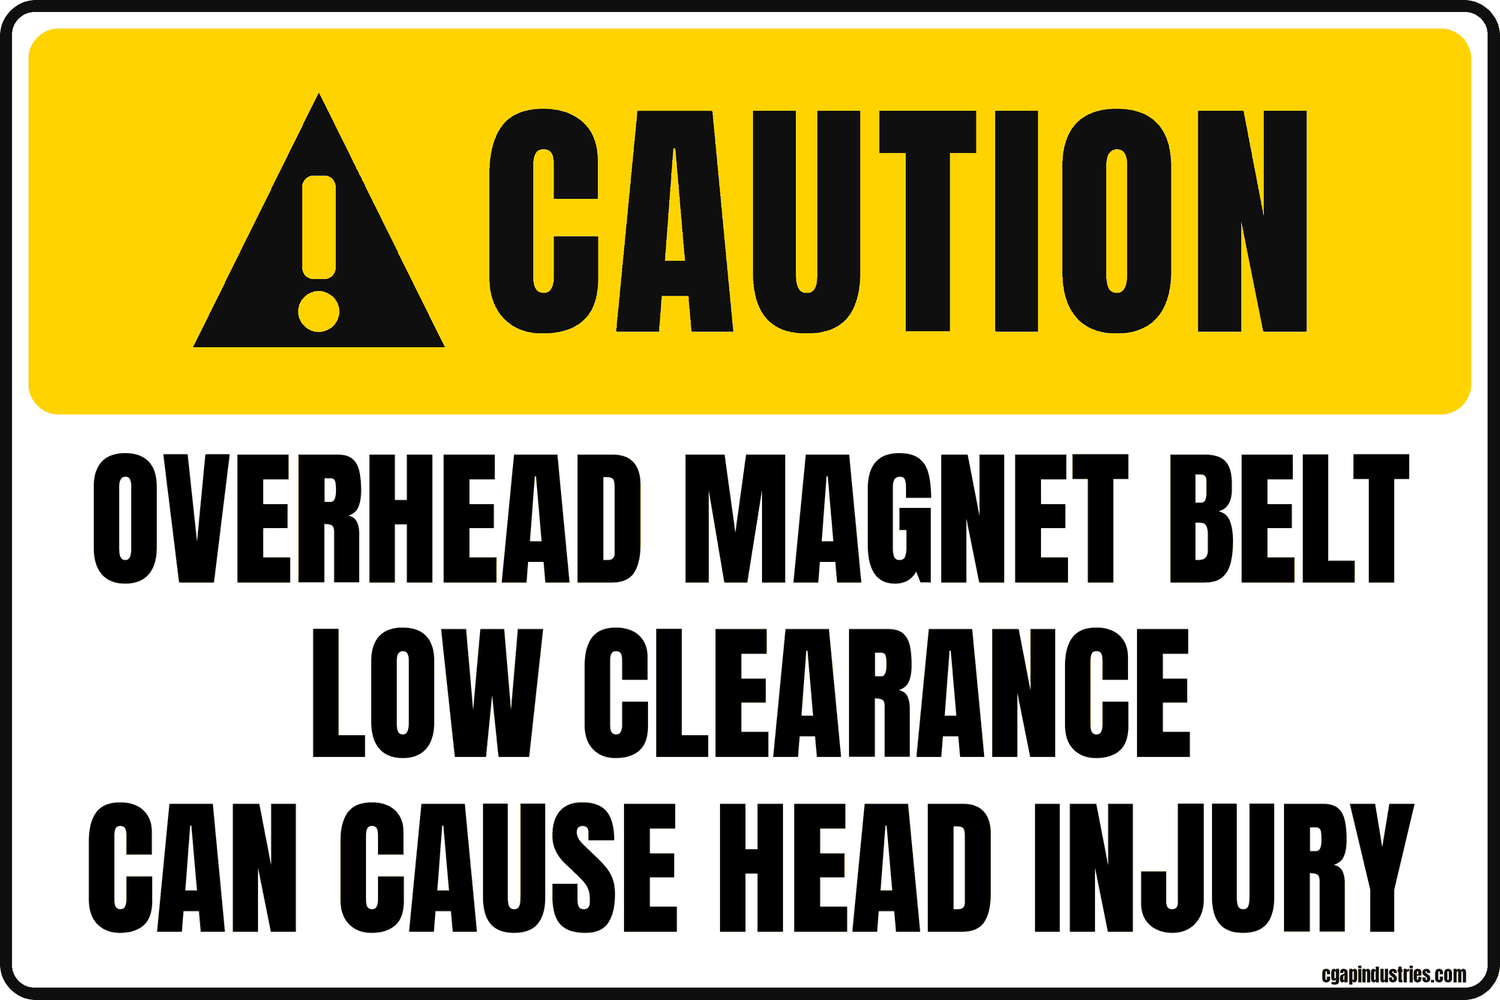 CAUTION
OVERHEAD MAGNET BELT
LOW CLEARANCE
CAN CAUSE HEAD INJURY
cgapindustries.com